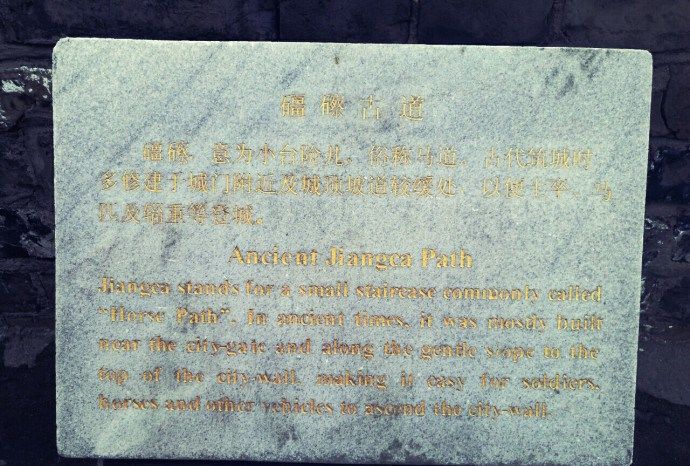 礓磜古道
礓磜,意为小台阶儿,俗称马道。古代筑城时
多修建于城门附近及城顶坡道较缓处,以便士卒、马
匹及辎重等登城。
Ancient Jiangca Path
Jiangca stands for a small staircase commonly called
"Horse Path". In ancient times, it was mostly built
near the city-gate and along the gentle slope to the
top of the city-wall, making it easy for soldiers,
horses and other vehicles to ascend the city-wall.